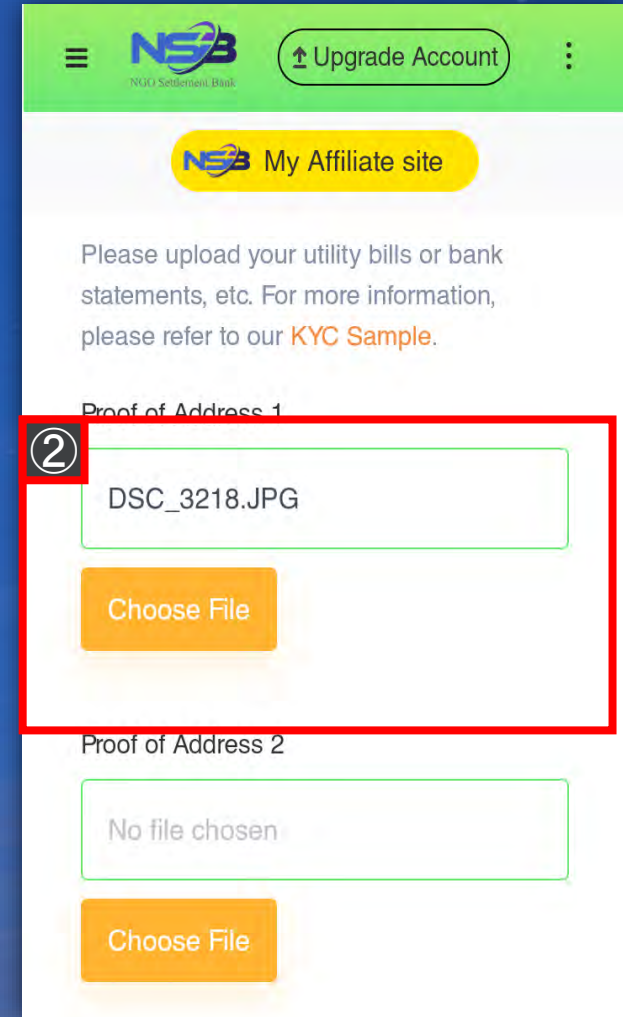 NSB
NGO Settlement Bank
Upgrade Account
NSB My Affiliate site
Please upload your utility bills or bank
statements, etc. For more information,
please refer to our KYC Sample.
Proof of Address 1
②
DSC_3218.JPG
Choose File
Proof of Address 2
No file chosen
Choose File